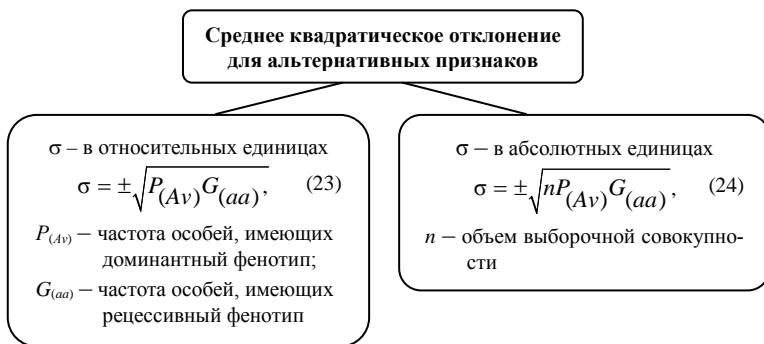 Среднее квадратическое отклонение
для альтернативных признаков
σ – в относительных единицах
σ = ±√P(Av)G(aa), (23)
P(Av) – частота особей, имеющих
доминантный фенотип;
G(aa) – частота особей, имеющих
рецессивный фенотип
σ – в абсолютных единицах
σ = ±√nP(Av)G(aa), (24)
n – объем выборочной совокупно-
сти